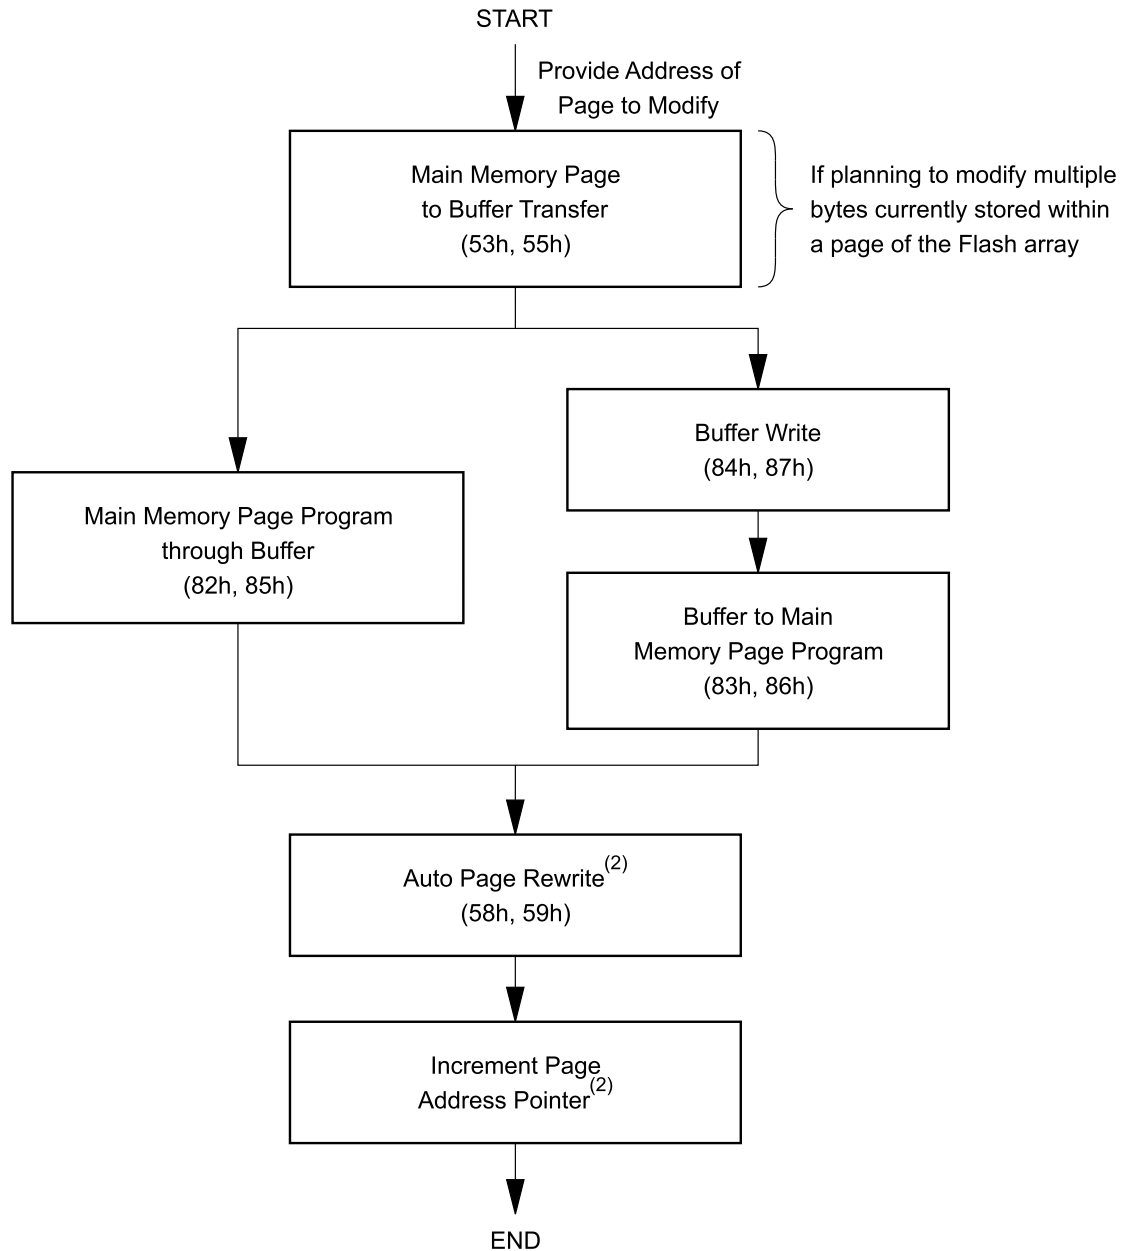 START
Provide Address of
Page to Modify
Main Memory Page
to Buffer Transfer
(53h, 55h)
If planning to modify multiple
bytes currently stored within
a page of the Flash array
Buffer Write
(84h, 87h)
Main Memory Page Program
through Buffer
(82h, 85h)
Buffer to Main
Memory Page Program
(83h, 86h)
Auto Page Rewrite(2)
(58h, 59h)
Increment Page
Address Pointer(2)
END